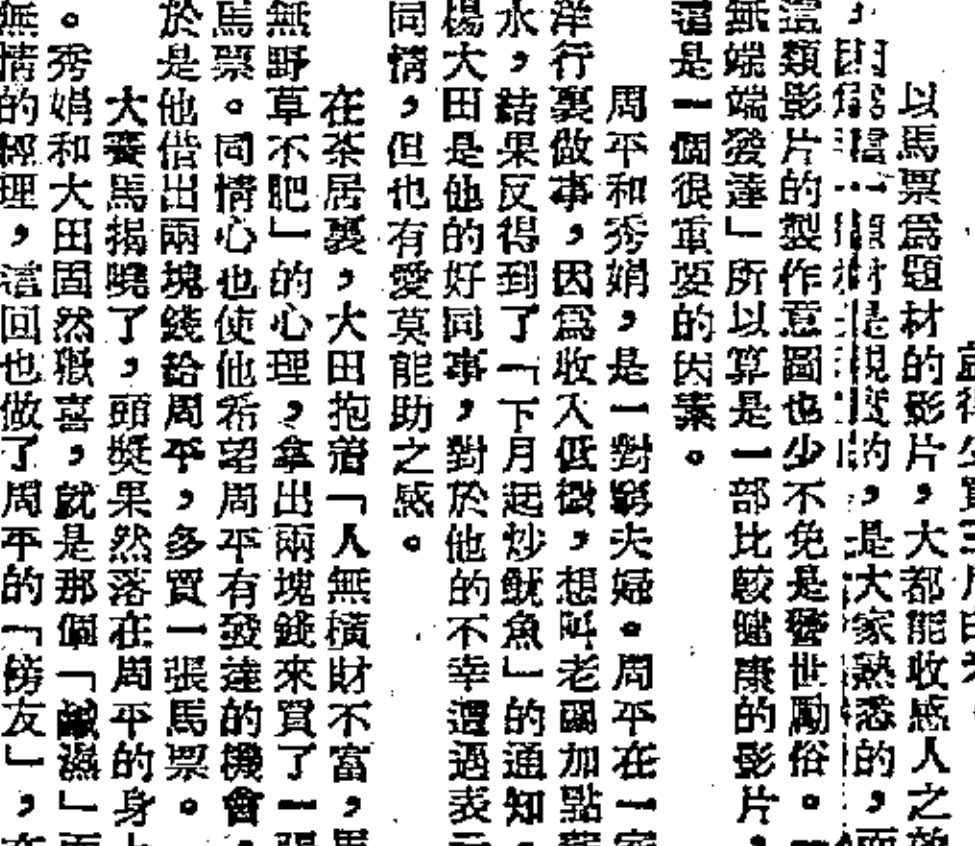 以馬票爲題材的影片，大都能收感人之
是大家熟悉的，而
這類影片的製作意圖也少不免是警世勵俗。
無端端發達」所以算是一部比較健康的影片，
還是一個很重要的因素。
周平和秀娟，是一對窮夫婦。周平在一
洋行裏做事，因爲收入低微，想叫老闆加點
水，結果反得到了「下月起炒魷魚」的通知
楊大田是他的好同事，對於他的不幸遭遇表
同情，但也有愛莫能助之感。
在茶居裏，大田抱着「人無橫財不富，馬
無野草不肥」的心理，拿出兩塊錢來買了一張
馬票。同情心也使他希望周平有發達的機會，
於是他借出兩塊錢給周平，多買一張馬票。
大賽馬揭曉了，頭獎果然落在周平的身上
。秀娟和大田固然歡喜，就是那個「鹹濕」而
無情的經理，這回也做了周平的「傍友」，